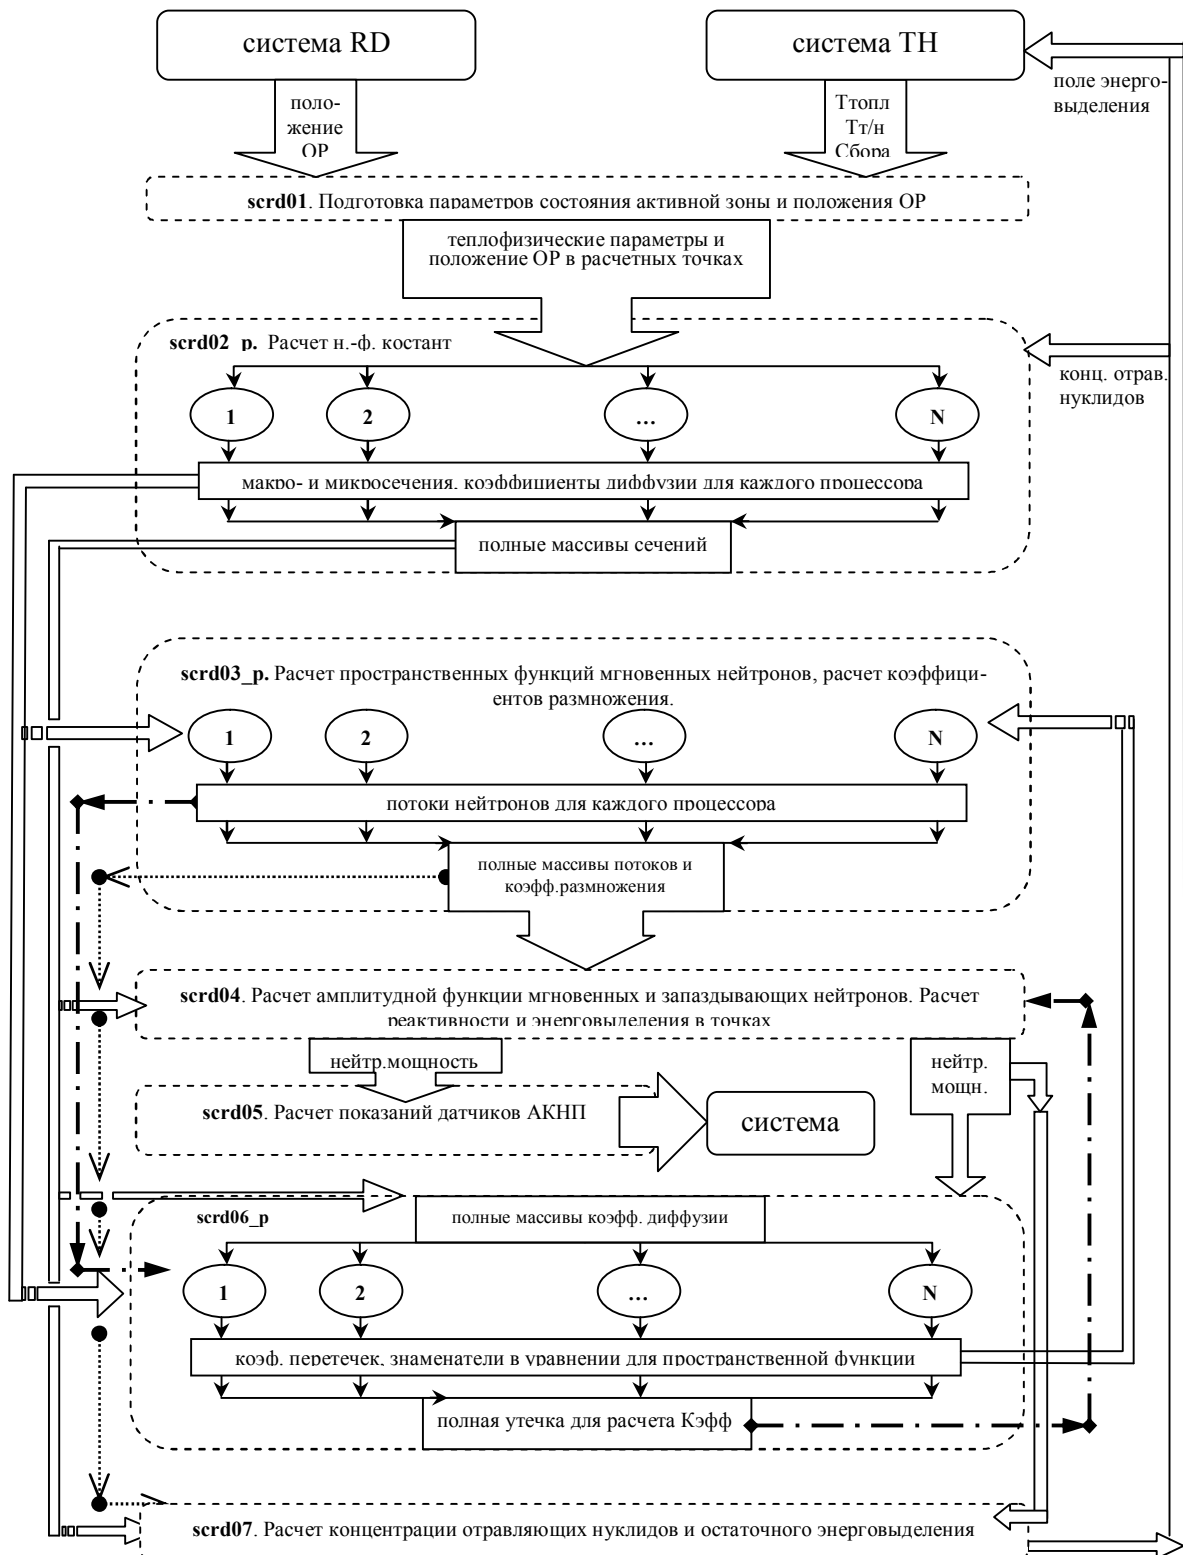 система RD
система TH
поле энерго-
выделения
поло-
жение
ОР
Ттопл
Тт/н
Сбора
scrd01. Подготовка параметров состояния активной зоны и положения ОР
теплофизические параметры и
положение ОР в расчетных точках
scrd02_p. Расчет н.-ф. костант
конц. отрав.
нуклидов
1
2
...
N
макро- и микросечения, коэффициенты диффузии для каждого процессора
полные массивы сечений
scrd03_p. Расчет пространственных функций мгновенных нейтронов, расчет коэффици-
ентов размножения.
1
2
...
N
потоки нейтронов для каждого процессора
полные массивы потоков и
коэфф.размножения
scrd04. Расчет амплитудной функции мгновенных и запаздывающих нейтронов. Расчет
реактивности и энерговыделения в точках
нейтр.мощность
нейтр.
мощн.
scrd05. Расчет показаний датчиков АКНП
система
scrd06_p
полные массивы коэфф. диффузии
1
2
...
N
коэф. перетечек, знаменатели в уравнении для пространственной функции
полная утечка для расчета Кэфф
scrd07. Расчет концентрации отравляющих нуклидов и остаточного энерговыделения